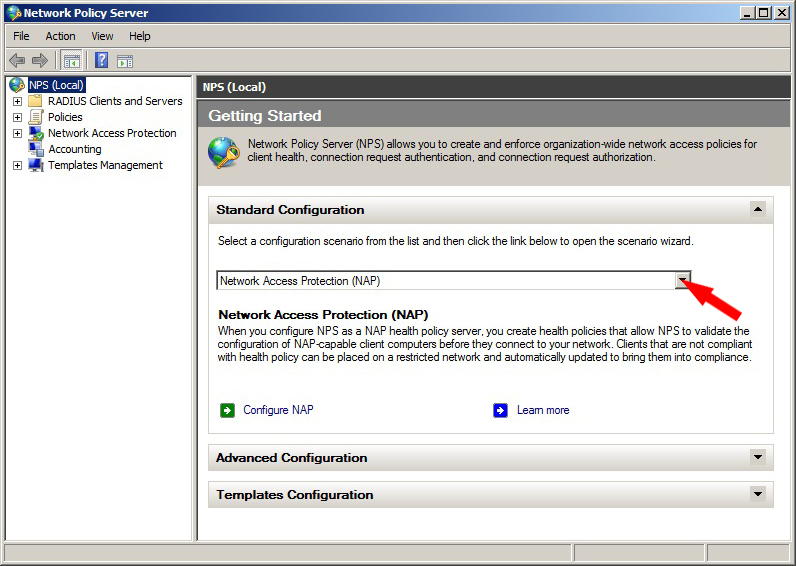 Network Policy Server
File Action View Help
NPS (Local)
RADIUS Clients and Servers
Policies
Network Access Protection
Accounting
Templates Management
NPS (Local)
Getting Started
Network Policy Server (NPS) allows you to create and enforce organization-wide network access policies for
client health, connection request authentication, and connection request authorization.
Standard Configuration
Select a configuration scenario from the list and then click the link below to open the scenario wizard.
Network Access Protection (NAP)
Network Access Protection (NAP)
When you configure NPS as a NAP health policy server, you create health policies that allow NPS to validate the
configuration of NAP-capable client computers before they connect to your network. Clients that are not compliant
with health policy can be placed on a restricted network and automatically updated to bring them into compliance.
Configure NAP Learn more
Advanced Configuration
Templates Configuration